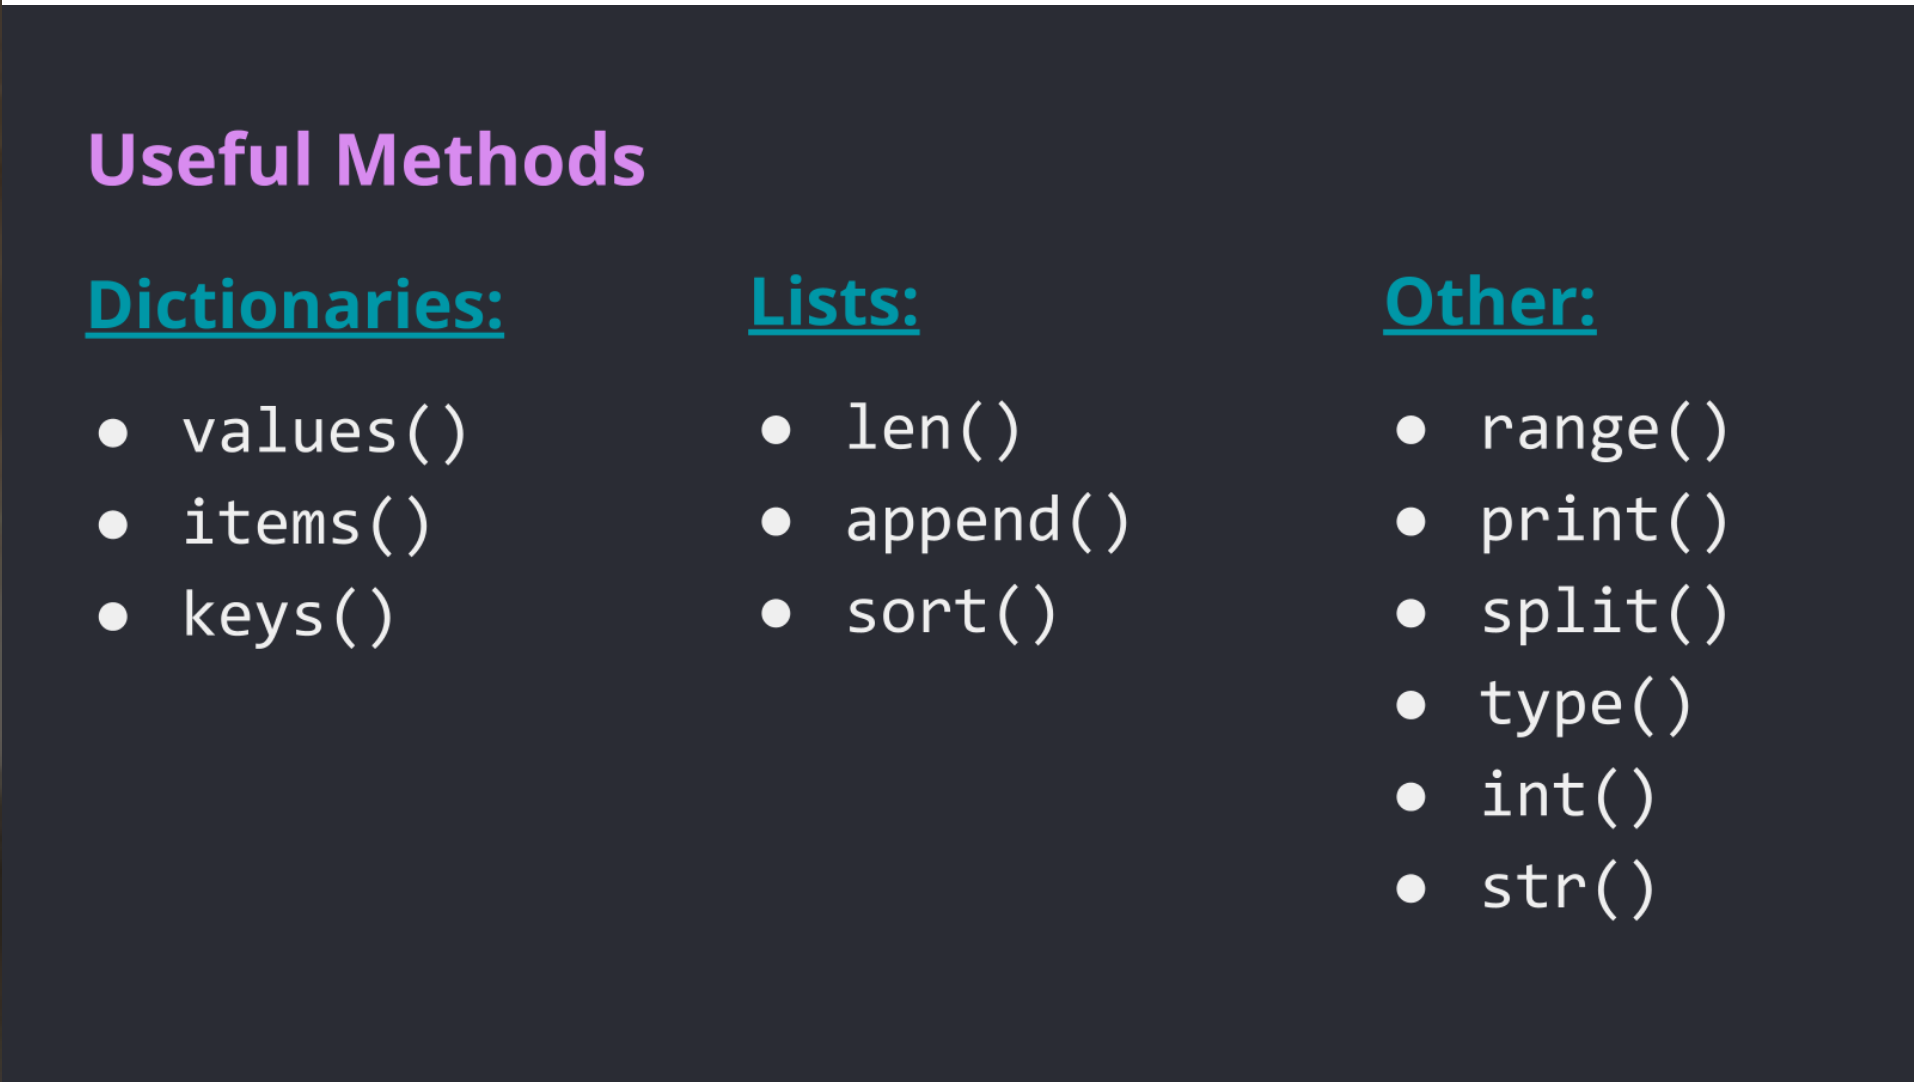 Useful Methods
Dictionaries:
● values()
● items()
● keys()
Lists:
● len()
● append()
● sort()
Other:
● range()
● print()
● split()
● type()
● int()
● str()